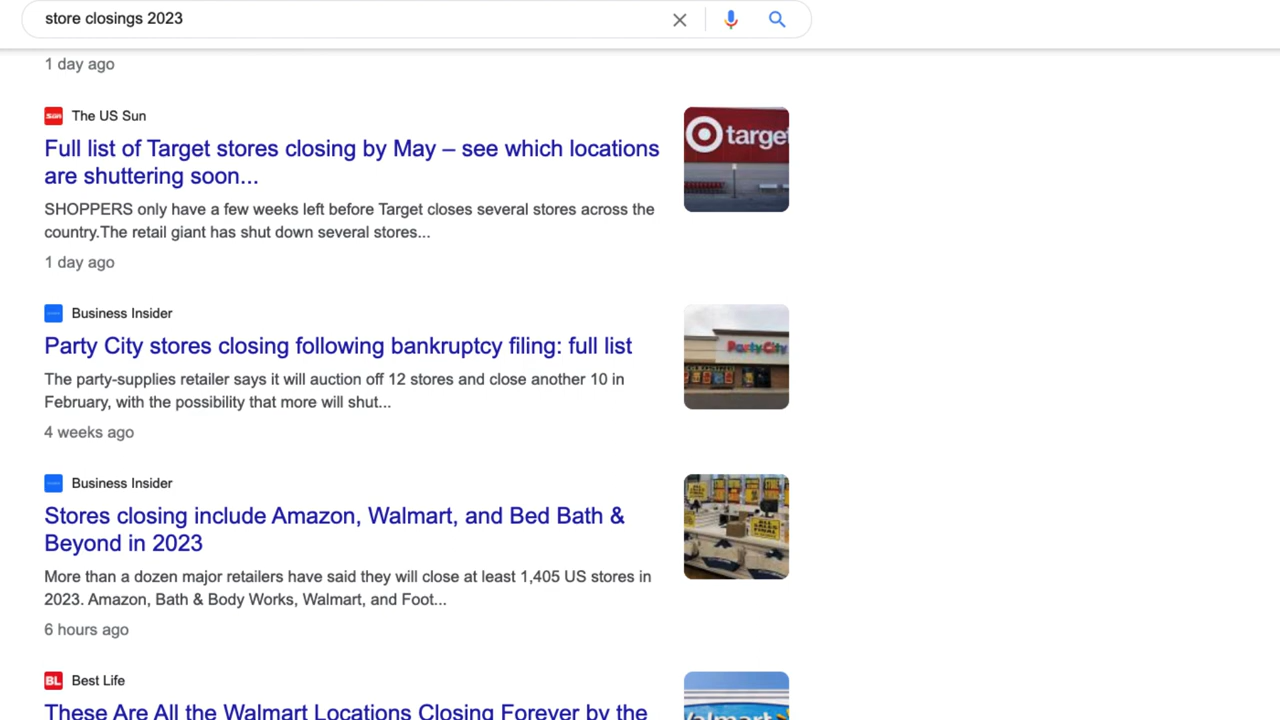 store closings 2023
1 day ago
The US Sun
Full list of Target stores closing by May – see which locations
are shuttering soon...
SHOPPERS only have a few weeks left before Target closes several stores across the
country.The retail giant has shut down several stores...
1 day ago
target
Business Insider
Party City stores closing following bankruptcy filing: full list
The party-supplies retailer says it will auction off 12 stores and close another 10 in
February, with the possibility that more will shut...
4 weeks ago
PartyCity
Business Insider
Stores closing include Amazon, Walmart, and Bed Bath &
Beyond in 2023
More than a dozen major retailers have said they will close at least 1,405 US stores in
2023. Amazon, Bath & Body Works, Walmart, and Foot...
6 hours ago
ALL SALES FINAL
BL Best Life
These Are All the Walmart Locations Closing Forever by the